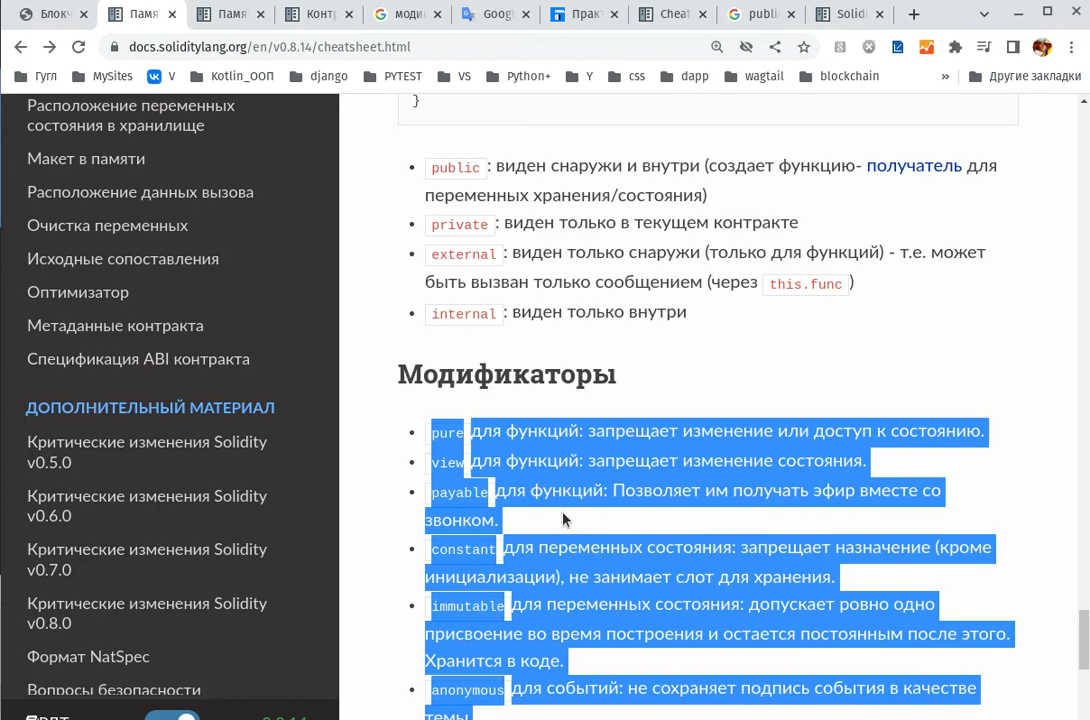 Блокч
Памя
Памя
Контр
моди
Googl
Практ
Cheat
publi
Solidi
docs.soliditylang.org/en/v0.8.14/cheatsheet.html
Гугл
MySites
V
Kotlin_ООП
django
PYTEST
VS
Python+
Y
css
dapp
wagtail
blockchain
»
Другие закладки
Расположение переменных
состояния в хранилище
Макет в памяти
Расположение данных вызова
Очистка переменных
Исходные сопоставления
Оптимизатор
Метаданные контракта
Спецификация ABI контракта
ДОПОЛНИТЕЛЬНЫЙ МАТЕРИАЛ
Критические изменения Solidity
v0.5.0
Критические изменения Solidity
v0.6.0
Критические изменения Solidity
v0.7.0
Критические изменения Solidity
v0.8.0
Формат NatSpec
Вопросы безопасности
}
public: виден снаружи и внутри (создает функцию- получатель для
переменных хранения/состояния)
private: виден только в текущем контракте
external: виден только снаружи (только для функций) - т.е. может
быть вызван только сообщением (через this.func)
internal: виден только внутри
Модификаторы
pure для функций: запрещает изменение или доступ к состоянию.
view для функций: запрещает изменение состояния.
payable для функций: Позволяет им получать эфир вместе со
звонком.
constant для переменных состояния: запрещает назначение (кроме
инициализации), не занимает слот для хранения.
immutable для переменных состояния: допускает ровно одно
присвоение во время построения и остается постоянным после этого.
Хранится в коде.
anonymous для событий: не сохраняет подпись события в качестве
темы